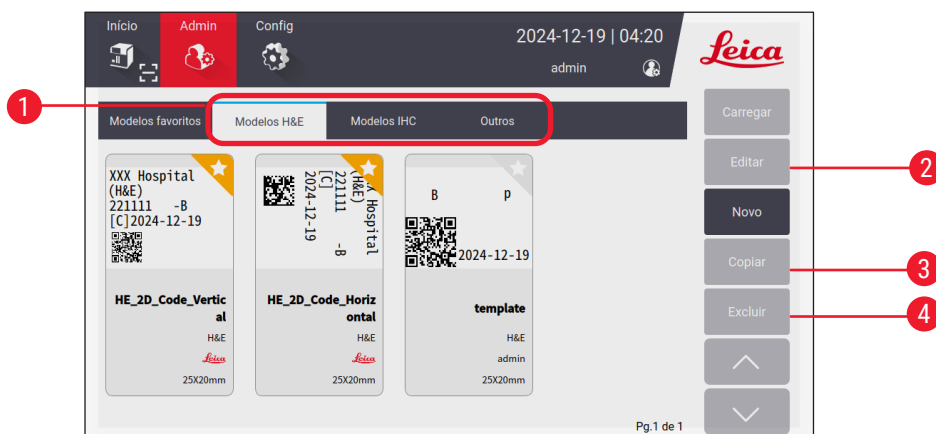 Início
Admin
Config
2024-12-19 | 04:20
admin
Leica
1
Modelos favoritos
Modelos H&E
Modelos IHC
Outros
Carregar
Editar
2
Novo
Copiar
3
Excluir
4
XXX Hospital
(H&E)
221111 -B
[C]2024-12-19
HE_2D_Code_Vertic
al
H&E
Leica
25X20mm
XXX Hospital
(H&E)
221111 -B
[C]
2024-12-19
HE_2D_Code_Horiz
ontal
H&E
Leica
25X20mm
B p
2024-12-19
template
H&E
admin
25X20mm
Pg.1 de 1